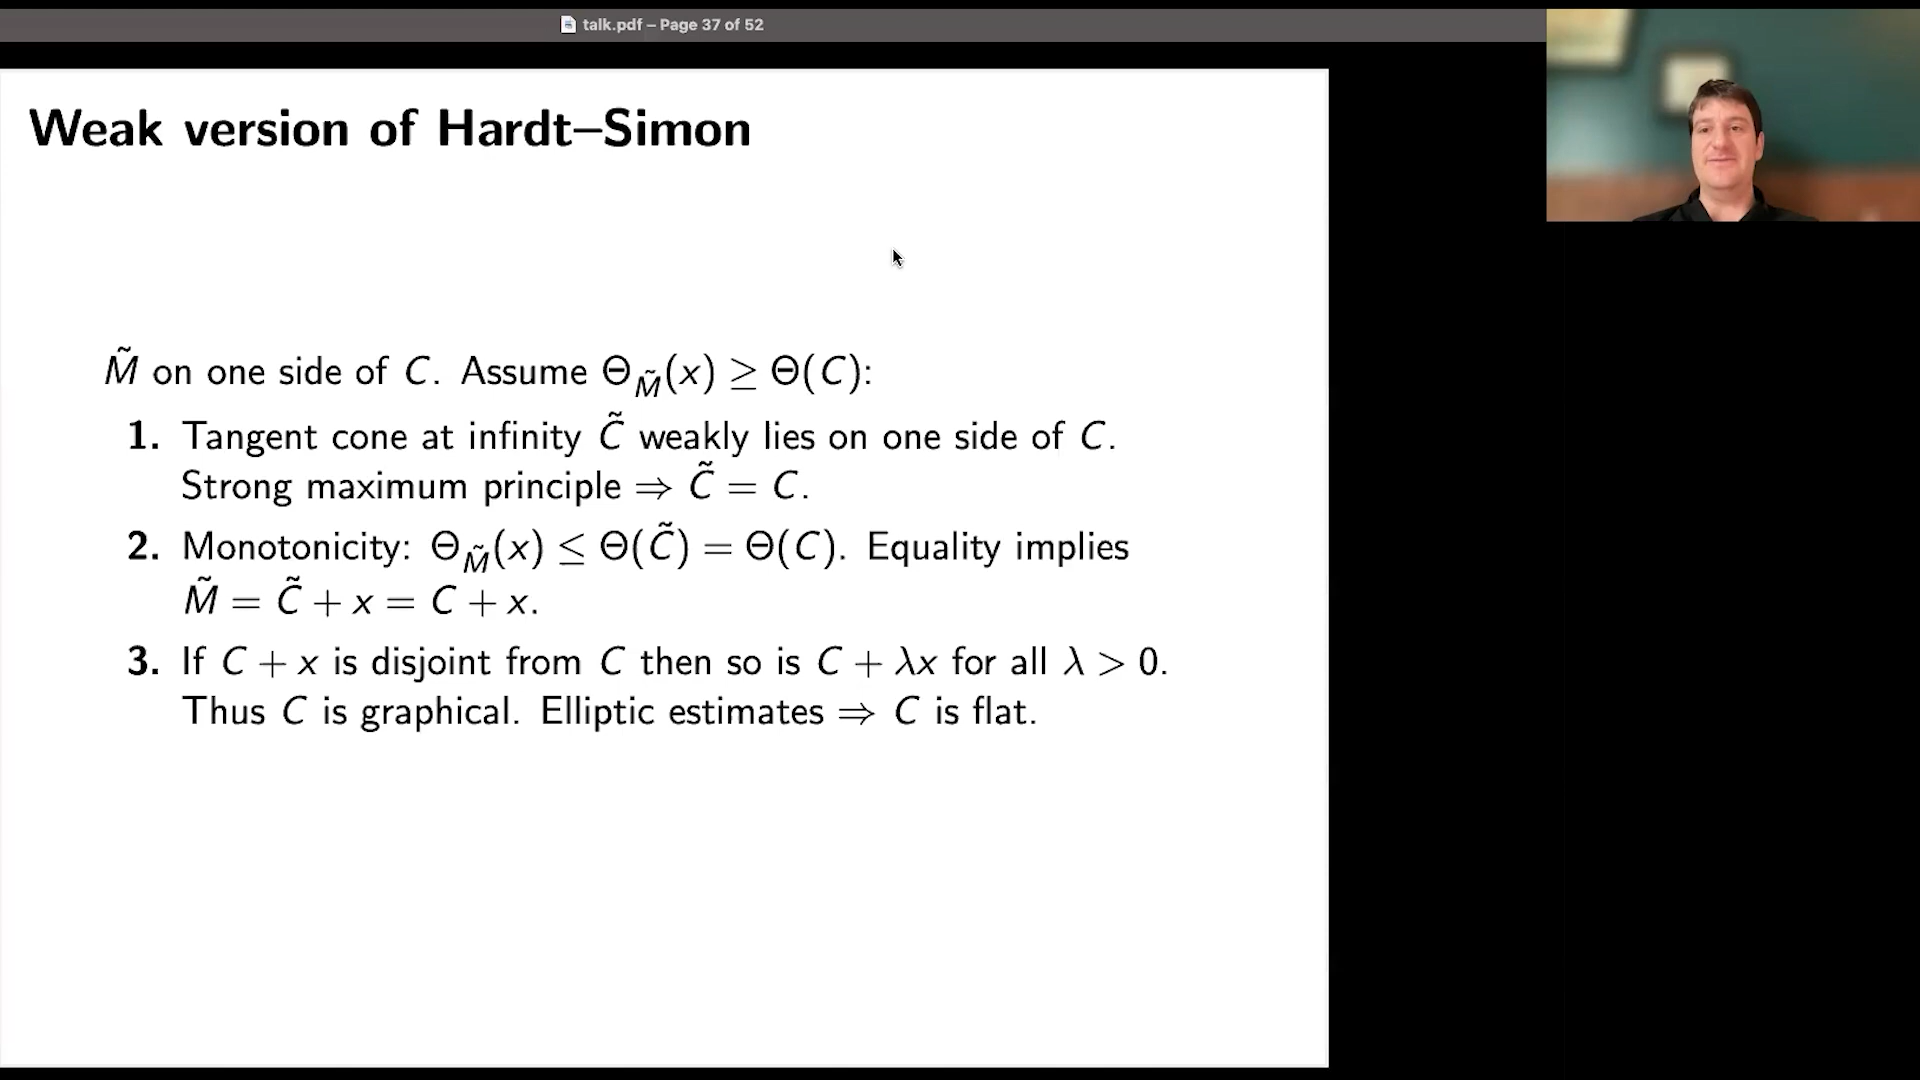 talk.pdf – Page 37 of 52
Weak version of Hardt–Simon
M̃ on one side of C. Assume Θ_M̃(x) ≥ Θ(C):
1. Tangent cone at infinity C̃ weakly lies on one side of C.
Strong maximum principle ⇒ C̃ = C.
2. Monotonicity: Θ_M̃(x) ≤ Θ(C̃) = Θ(C). Equality implies
M̃ = C̃ + x = C + x.
3. If C + x is disjoint from C then so is C + λx for all λ > 0.
Thus C is graphical. Elliptic estimates ⇒ C is flat.